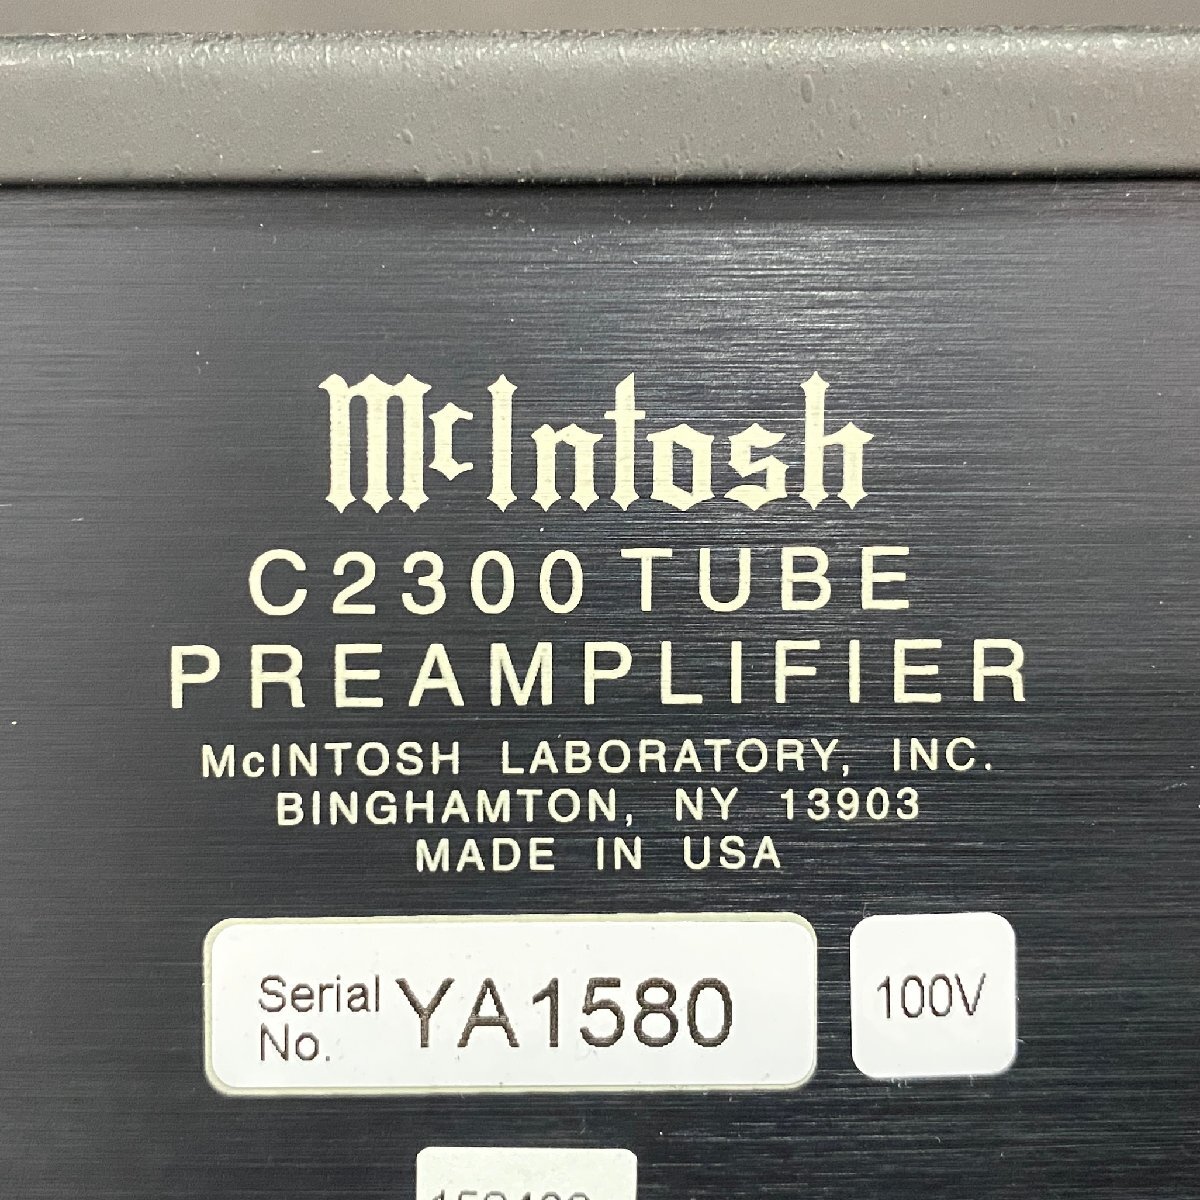 McIntosh
C2300 TUBE
PREAMPLIFIER
McINTOSH LABORATORY, INC.
BINGHAMTON, NY 13903
MADE IN USA
Serial No. YA1580
100V